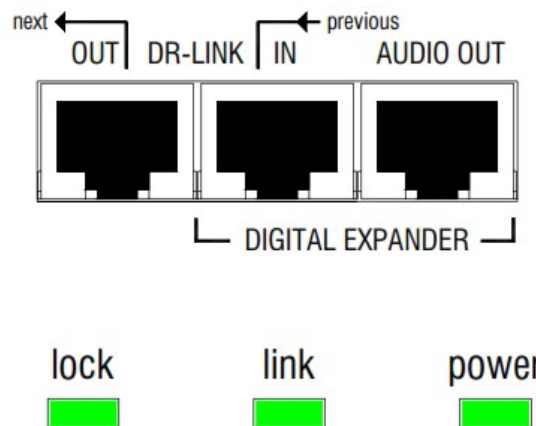 next previous
OUT DR-LINK IN AUDIO OUT
DIGITAL EXPANDER
lock link power